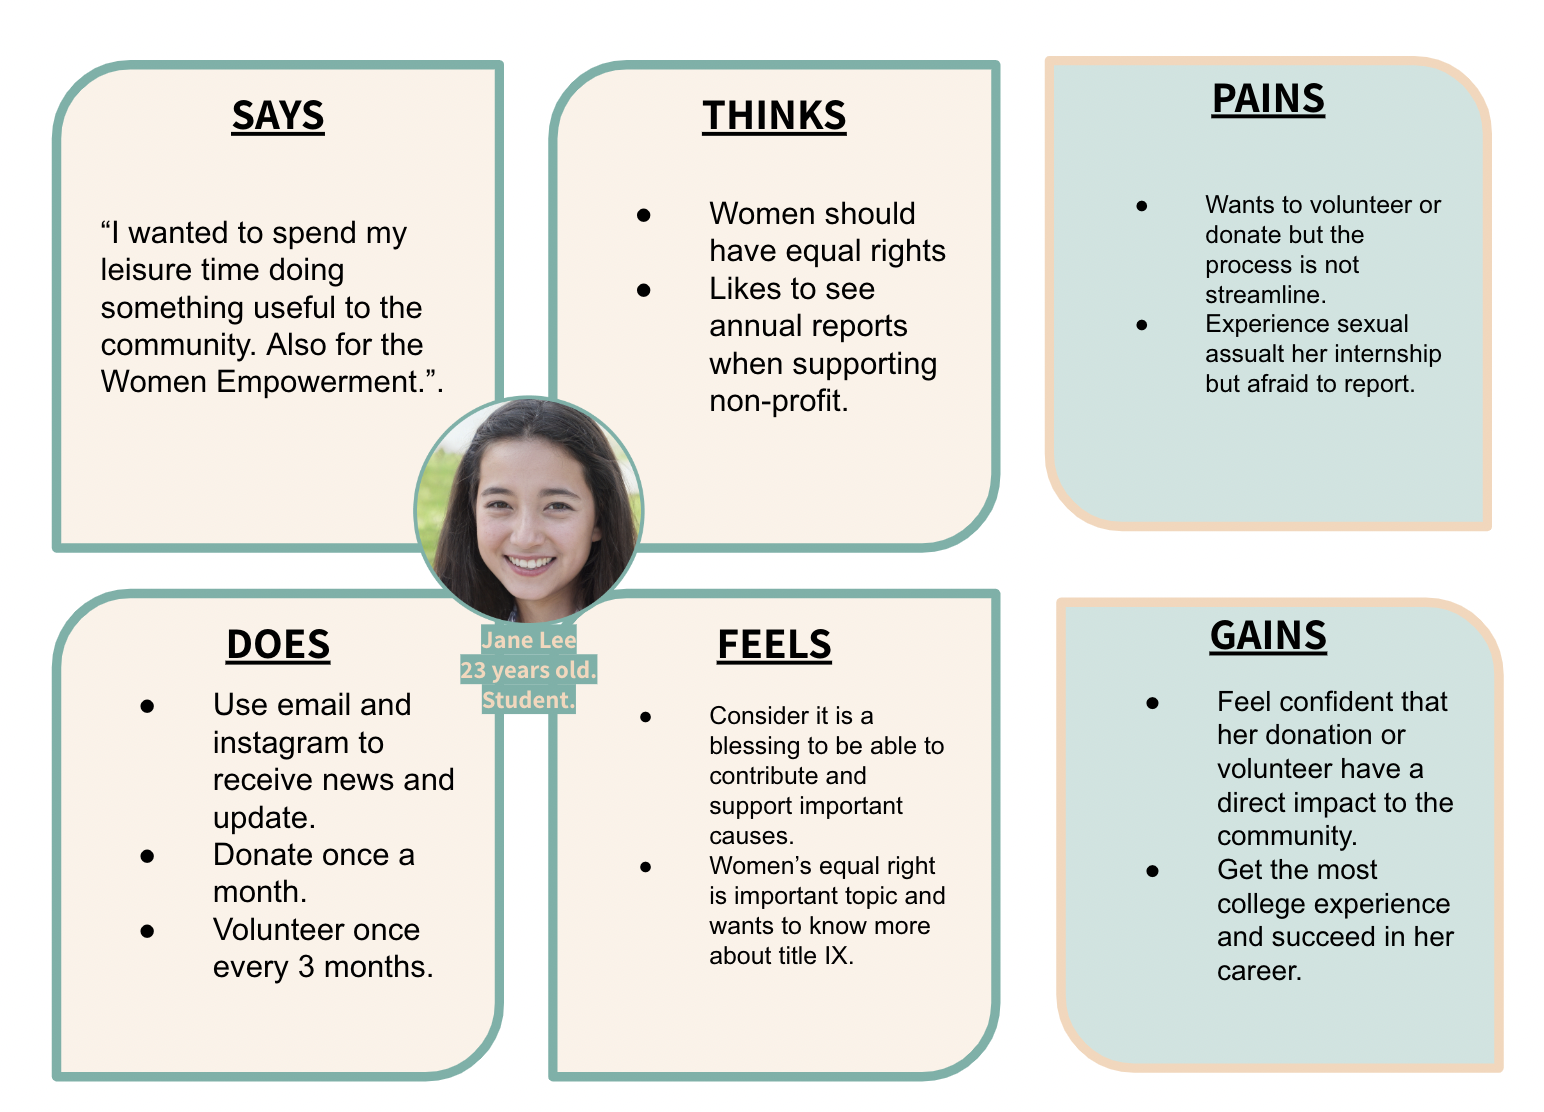 SAYS
“I wanted to spend my
leisure time doing
something useful to the
community. Also for the
Women Empowerment.”.
THINKS
● Women should
have equal rights
● Likes to see
annual reports
when supporting
non-profit.
PAINS
● Wants to volunteer or
donate but the
process is not
streamline.
● Experience sexual
assualt her internship
but afraid to report.
Jane Lee
23 years old.
Student.
DOES
● Use email and
instagram to
receive news and
update.
● Donate once a
month.
● Volunteer once
every 3 months.
FEELS
● Consider it is a
blessing to be able to
contribute and
support important
causes.
● Women’s equal right
is important topic and
wants to know more
about title IX.
GAINS
● Feel confident that
her donation or
volunteer have a
direct impact to the
community.
● Get the most
college experience
and succeed in her
career.